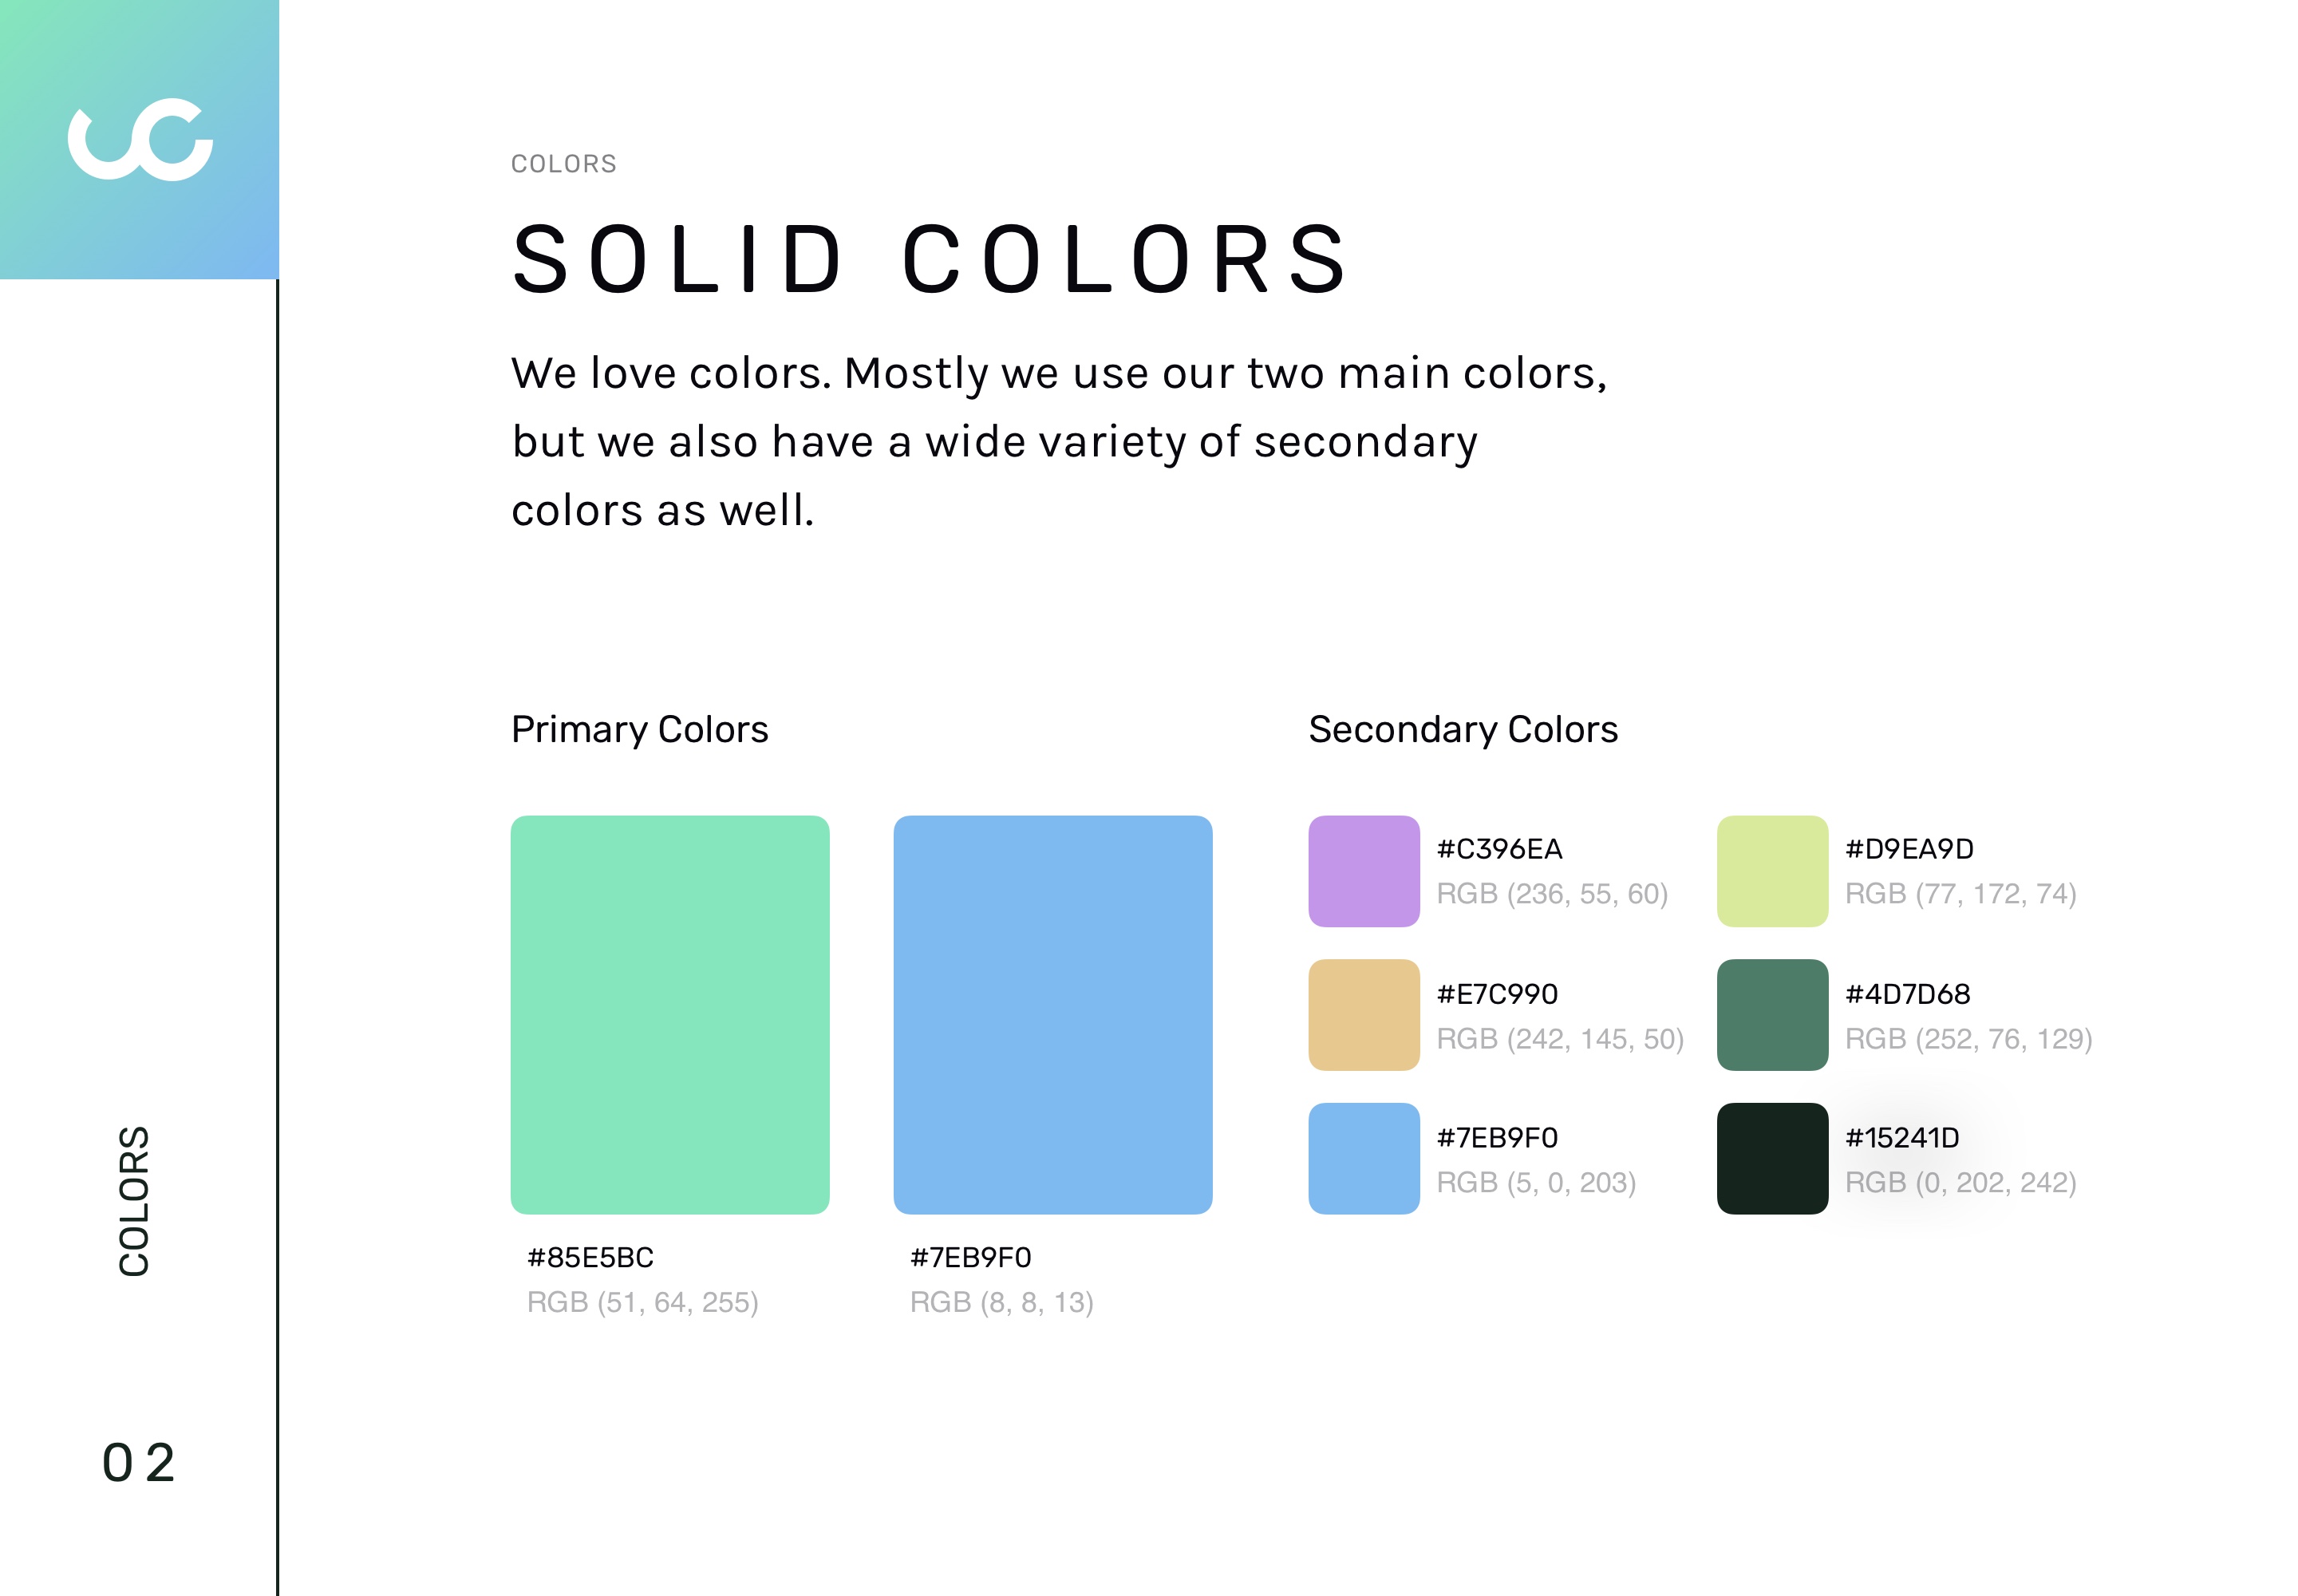 COLORS
SOLID COLORS
We love colors. Mostly we use our two main colors,
but we also have a wide variety of secondary
colors as well.
Primary Colors
#85E5BC
RGB (51, 64, 255)
#7EB9F0
RGB (8, 8, 13)
Secondary Colors
#C396EA
RGB (236, 55, 60)
#D9EA9D
RGB (77, 172, 74)
#E7C990
RGB (242, 145, 50)
#4D7D68
RGB (252, 76, 129)
#7EB9F0
RGB (5, 0, 203)
#15241D
RGB (0, 202, 242)
COLORS
02